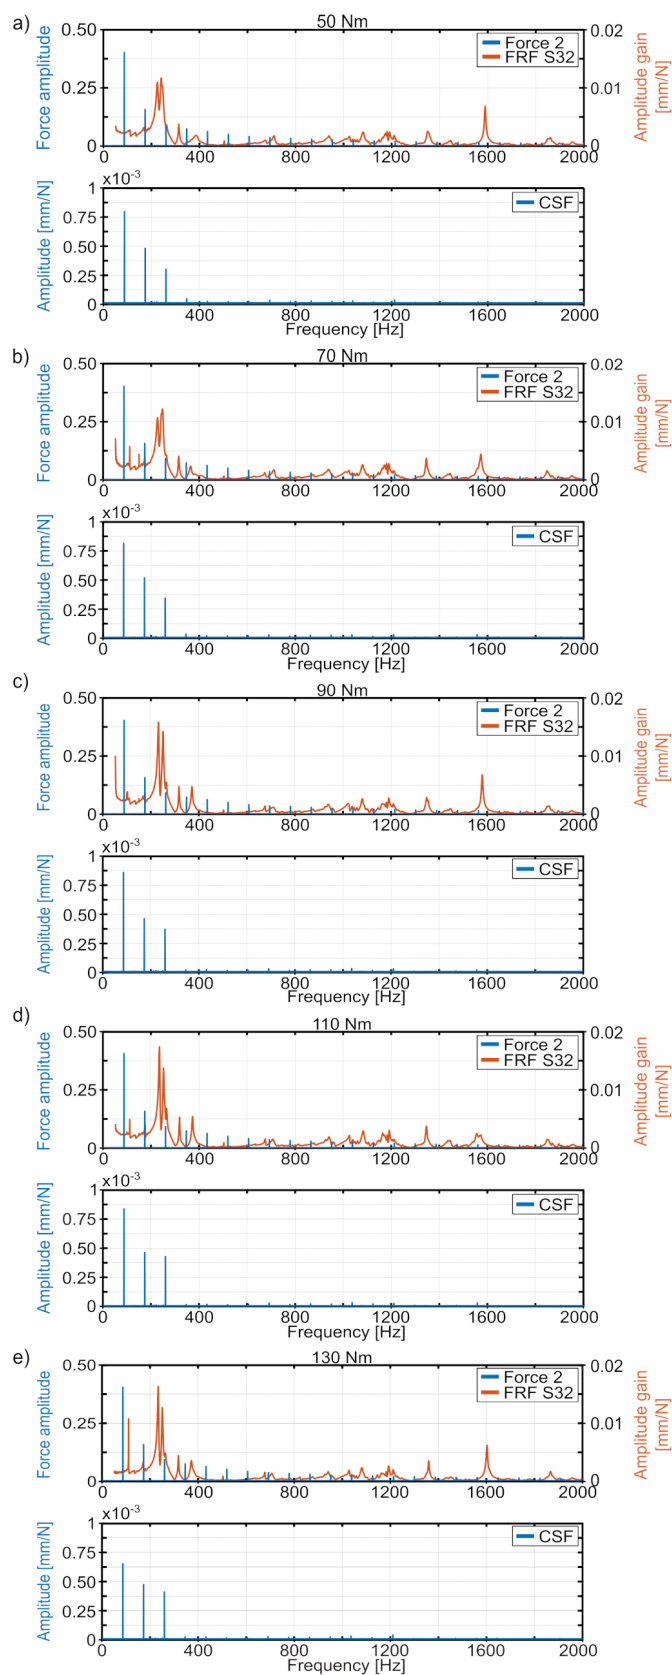 a)
50 Nm
Force amplitude
0.50
0.25
0
Force 2
FRF S32
0.02
0.01
0
Amplitude gain
[mm/N]
0 400 800 1200 1600 2000
x10-3
Amplitude [mm/N]
1
0.75
0.50
0.25
0
CSF
0 400 800 1200 1600 2000
Frequency [Hz]
b)
70 Nm
Force amplitude
0.50
0.25
0
Force 2
FRF S32
0.02
0.01
0
Amplitude gain
[mm/N]
0 400 800 1200 1600 2000
x10-3
Amplitude [mm/N]
1
0.75
0.50
0.25
0
CSF
0 400 800 1200 1600 2000
Frequency [Hz]
c)
90 Nm
Force amplitude
0.50
0.25
0
Force 2
FRF S32
0.02
0.01
0
Amplitude gain
[mm/N]
0 400 800 1200 1600 2000
x10-3
Amplitude [mm/N]
1
0.75
0.50
0.25
0
CSF
0 400 800 1200 1600 2000
Frequency [Hz]
d)
110 Nm
Force amplitude
0.50
0.25
0
Force 2
FRF S32
0.02
0.01
0
Amplitude gain
[mm/N]
0 400 800 1200 1600 2000
x10-3
Amplitude [mm/N]
1
0.75
0.50
0.25
0
CSF
0 400 800 1200 1600 2000
Frequency [Hz]
e)
130 Nm
Force amplitude
0.50
0.25
0
Force 2
FRF S32
0.02
0.01
0
Amplitude gain
[mm/N]
0 400 800 1200 1600 2000
x10-3
Amplitude [mm/N]
1
0.75
0.50
0.25
0
CSF
0 400 800 1200 1600 2000
Frequency [Hz]